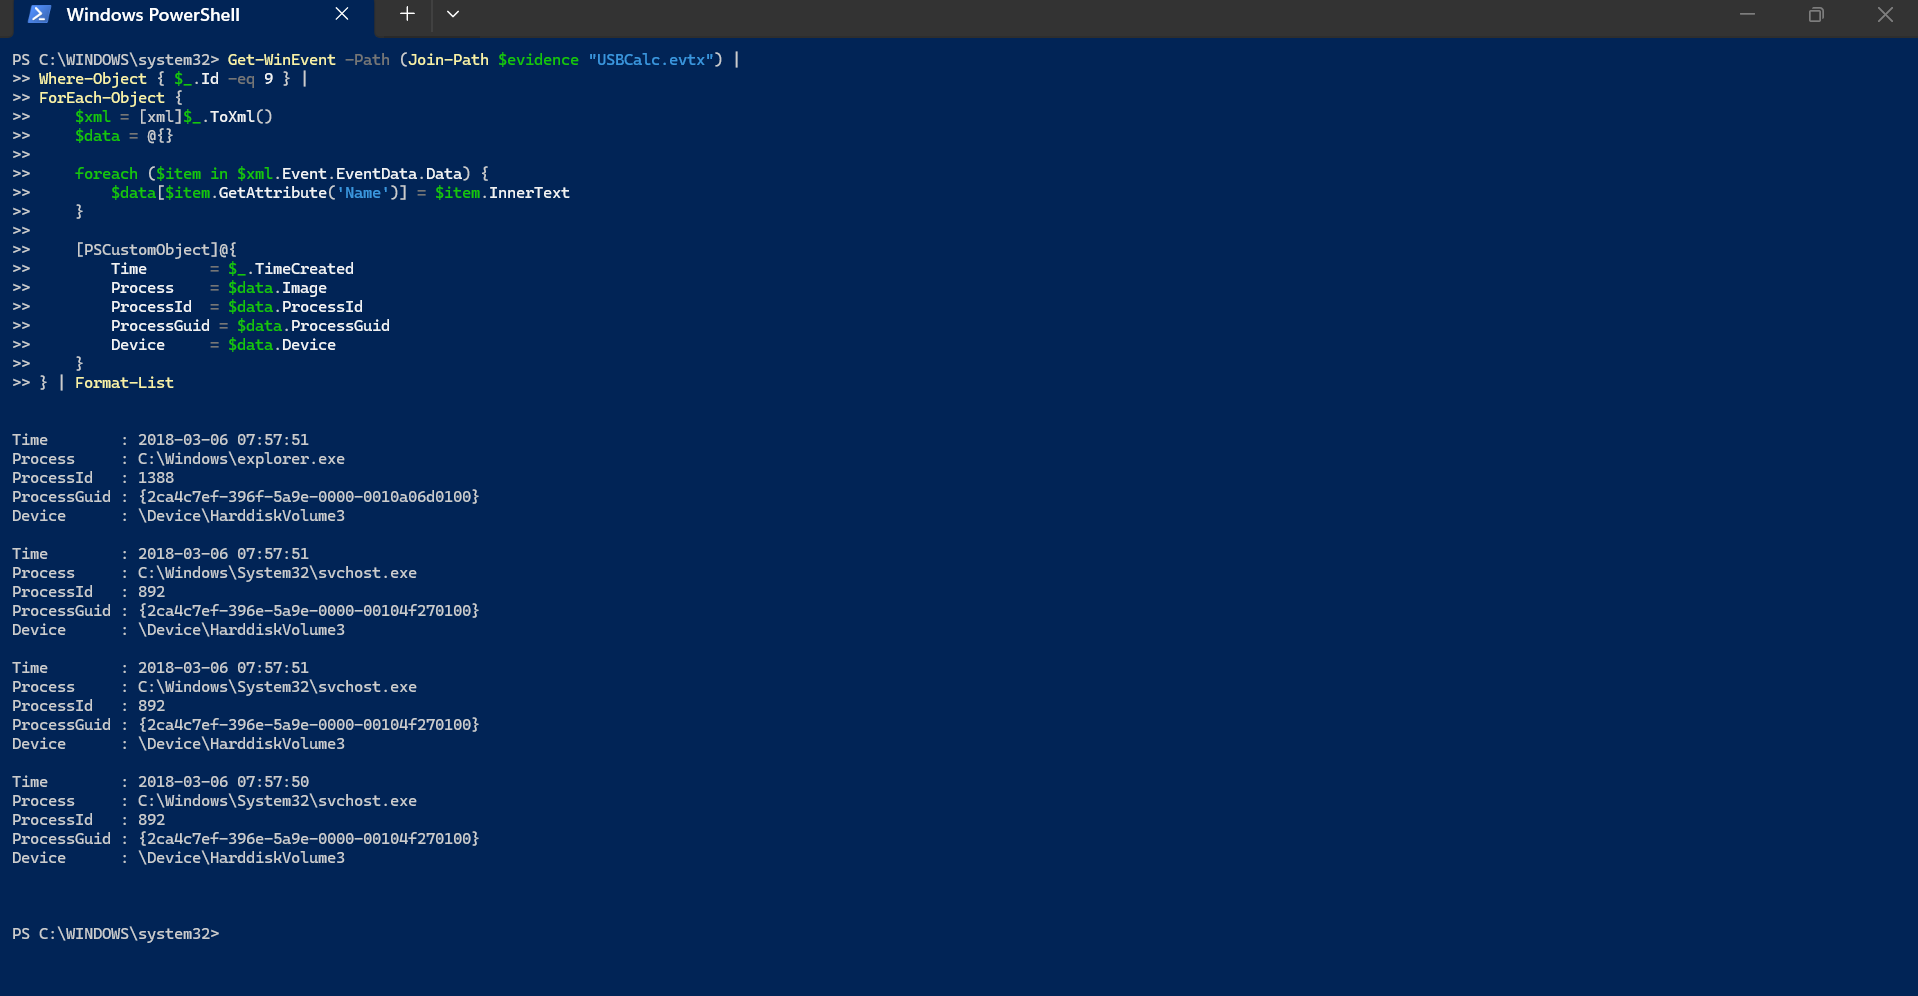 Windows PowerShell
PS C:\WINDOWS\system32> Get-WinEvent -Path (Join-Path $evidence "USBCalc.evtx") |
>> Where-Object { $_.Id -eq 9 } |
>> ForEach-Object {
>>     $xml = [xml]$_.ToXml()
>>     $data = @{}
>>
>>     foreach ($item in $xml.Event.EventData.Data) {
>>         $data[$item.GetAttribute('Name')] = $item.InnerText
>>     }
>>
>>     [PSCustomObject]@{
>>         Time       = $_.TimeCreated
>>         Process    = $data.Image
>>         ProcessId  = $data.ProcessId
>>         ProcessGuid = $data.ProcessGuid
>>         Device     = $data.Device
>>     }
>> } | Format-List
Time        : 2018-03-06 07:57:51
Process     : C:\Windows\explorer.exe
ProcessId   : 1388
ProcessGuid : {2ca4c7ef-396f-5a9e-0000-0010a06d0100}
Device      : \Device\HarddiskVolume3
Time        : 2018-03-06 07:57:51
Process     : C:\Windows\System32\svchost.exe
ProcessId   : 892
ProcessGuid : {2ca4c7ef-396e-5a9e-0000-00104f270100}
Device      : \Device\HarddiskVolume3
Time        : 2018-03-06 07:57:51
Process     : C:\Windows\System32\svchost.exe
ProcessId   : 892
ProcessGuid : {2ca4c7ef-396e-5a9e-0000-00104f270100}
Device      : \Device\HarddiskVolume3
Time        : 2018-03-06 07:57:50
Process     : C:\Windows\System32\svchost.exe
ProcessId   : 892
ProcessGuid : {2ca4c7ef-396e-5a9e-0000-00104f270100}
Device      : \Device\HarddiskVolume3
PS C:\WINDOWS\system32>